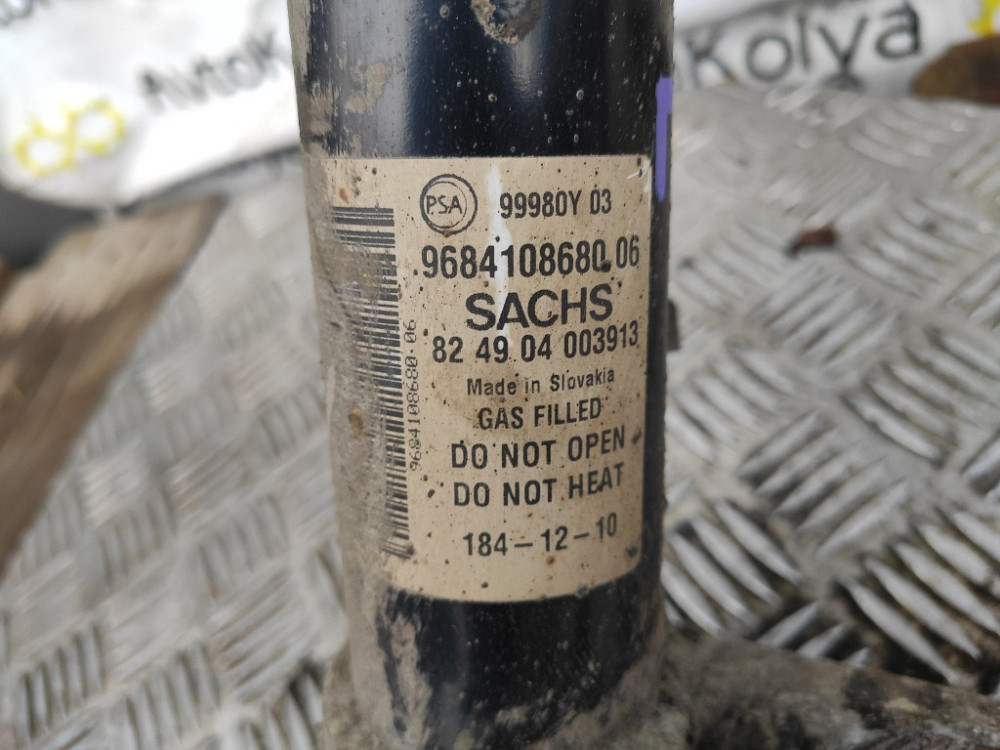 AvtoK
Kolya
PSA 99980Y 03
9684108680.06
SACHS
82 49 04 003913
Made in Slovakia
GAS FILLED
DO NOT OPEN
DO NOT HEAT
184-12-10
9684108680·06